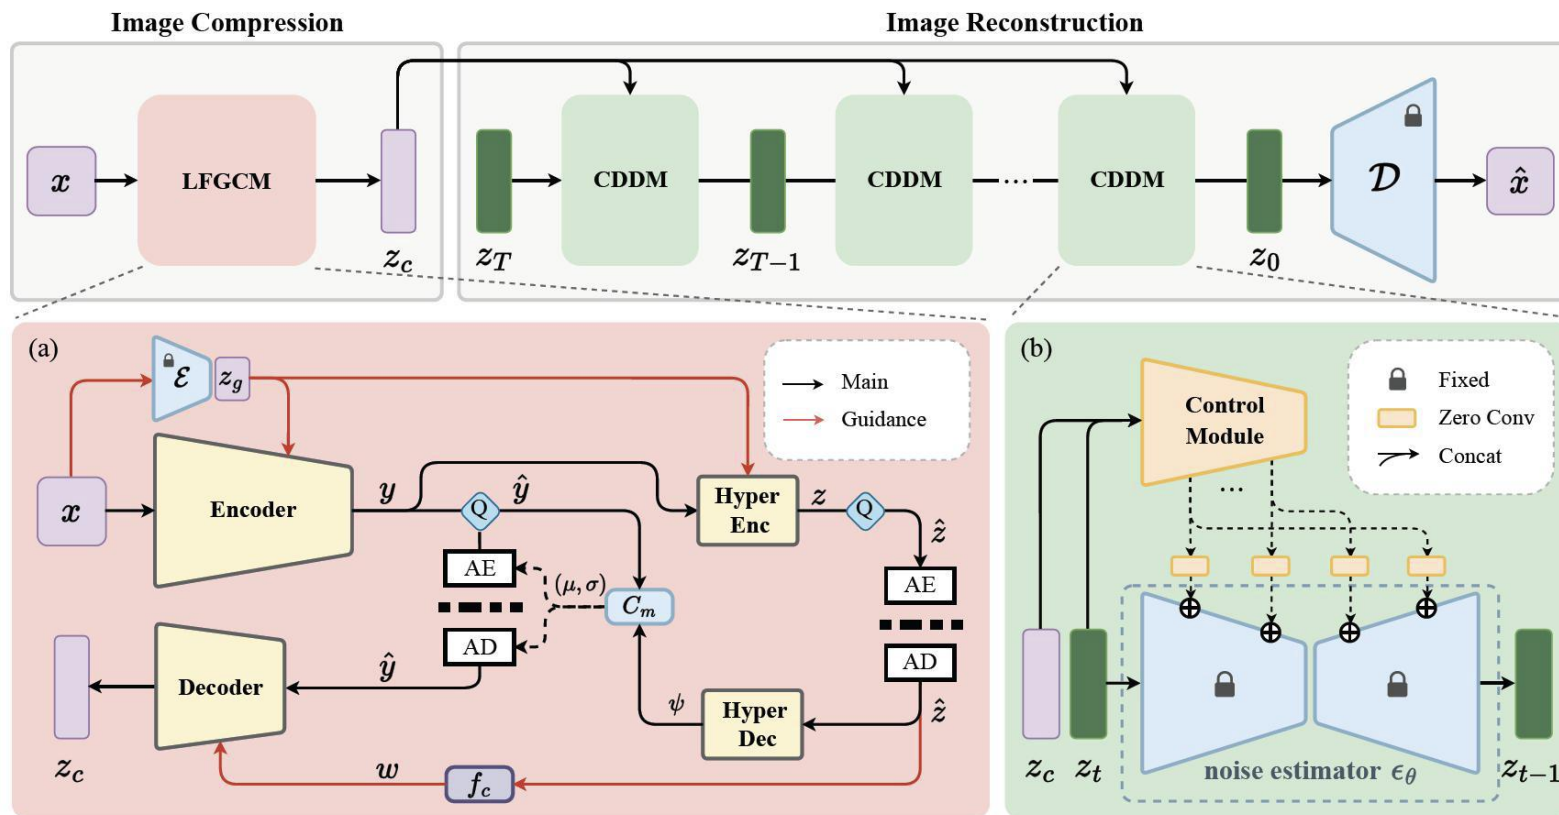 Image Compression
Image Reconstruction
x
LFGCM
z_c
z_T
CDDM
z_{T−1}
CDDM
...
CDDM
z_0
𝒟
x̂
(a)
ℰ
z_g
Main
Guidance
x
Encoder
y
Q
ŷ
Hyper
Enc
z
Q
ẑ
AE
(μ, σ)
C_m
AE
AD
AD
ŷ
Decoder
ψ
Hyper
Dec
ẑ
z_c
w
f_c
(b)
Control
Module
Fixed
Zero Conv
Concat
...
z_c
z_t
noise estimator ϵ_θ
z_{t−1}